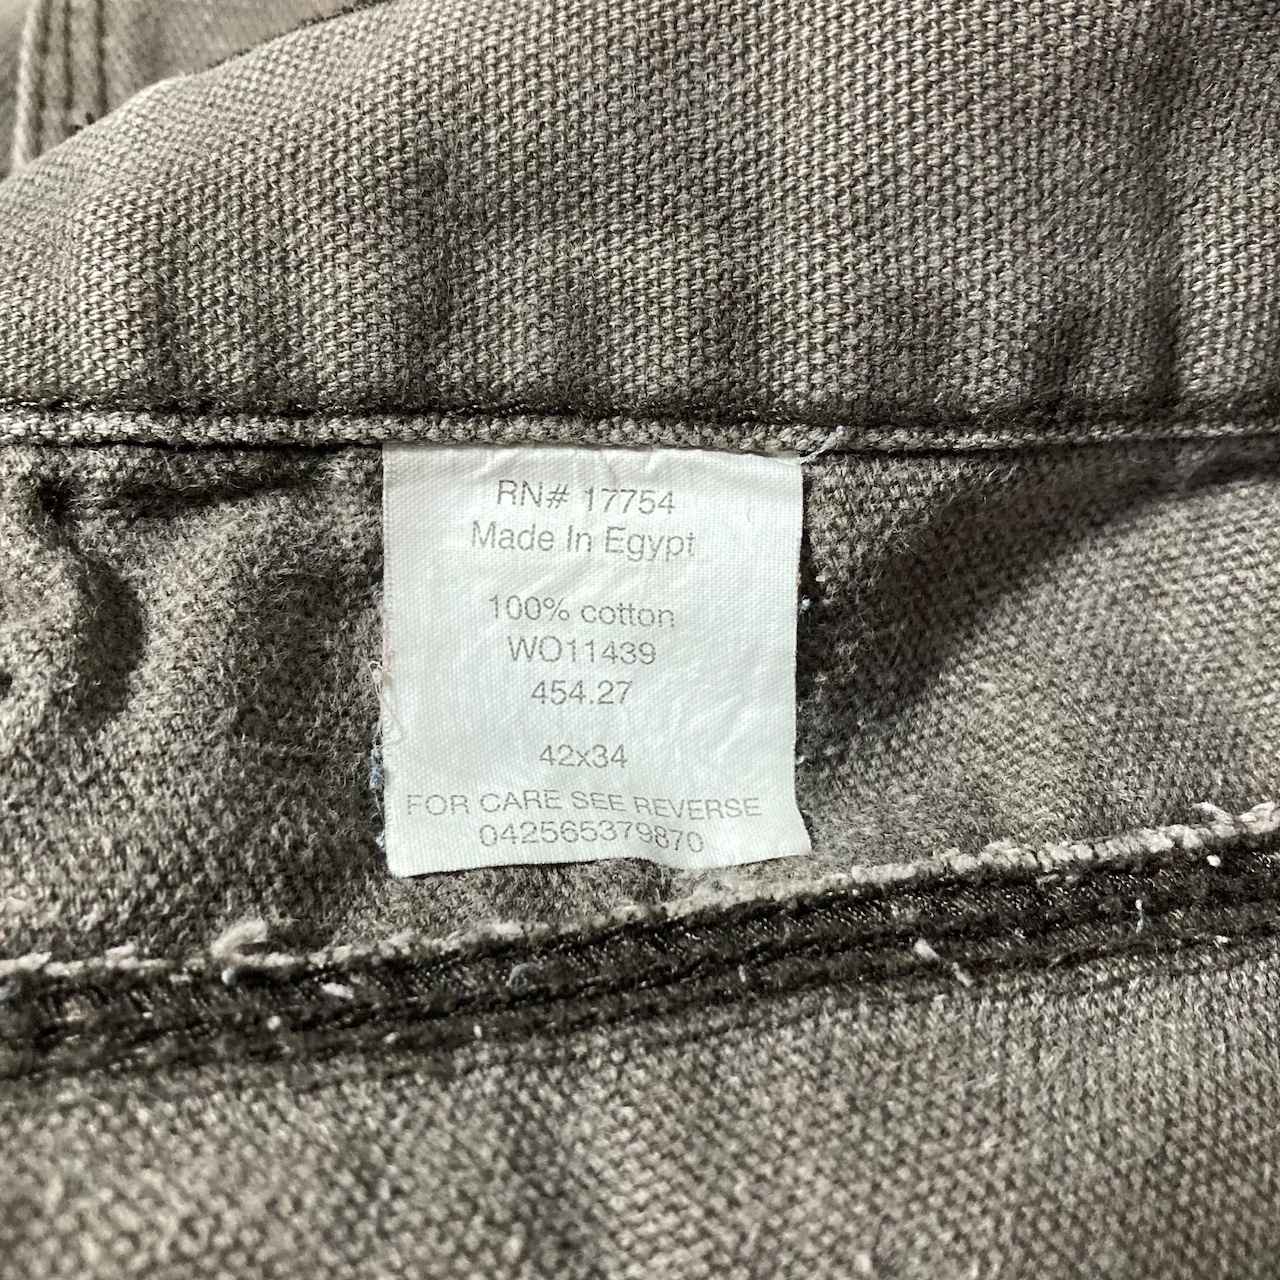 RN# 17754
Made In Egypt
100% cotton
WO11439
454.27
42x34
FOR CARE SEE REVERSE
042565379870